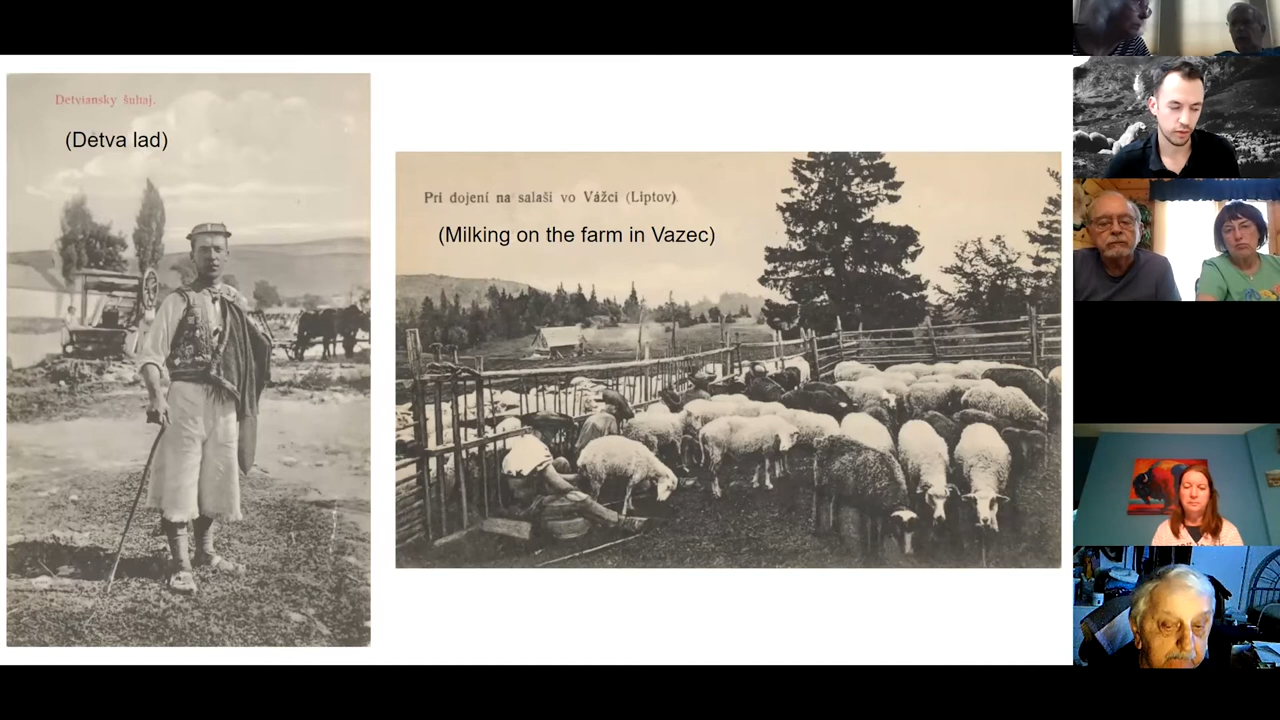 Detviansky šuhaj.
(Detva lad)
Pri dojení na salaši vo Vážci (Liptov).
(Milking on the farm in Vazec)